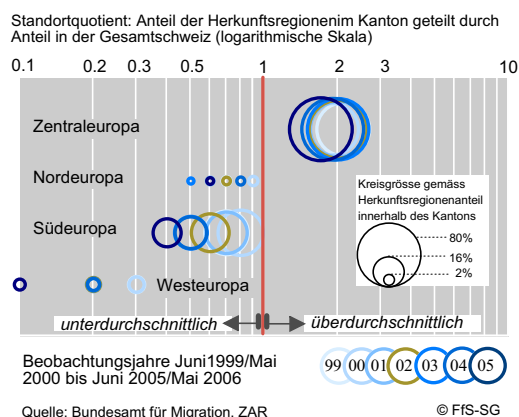 Standortquotient: Anteil der Herkunftsregionenim Kanton geteilt durch
Anteil in der Gesamtschweiz (logarithmische Skala)
0.1 0.2 0.3 0.5 1 2 3 10
Zentraleuropa
Nordeuropa
Südeuropa
Westeuropa
Kreisgrösse gemäss
Herkunftsregionenanteil
innerhalb des Kantons
80%
16%
2%
unterdurchschnittlich überdurchschnittlich
Beobachtungsjahre Juni1999/Mai
2000 bis Juni 2005/Mai 2006
99 00 01 02 03 04 05
Quelle: Bundesamt für Migration, ZAR © FfS-SG